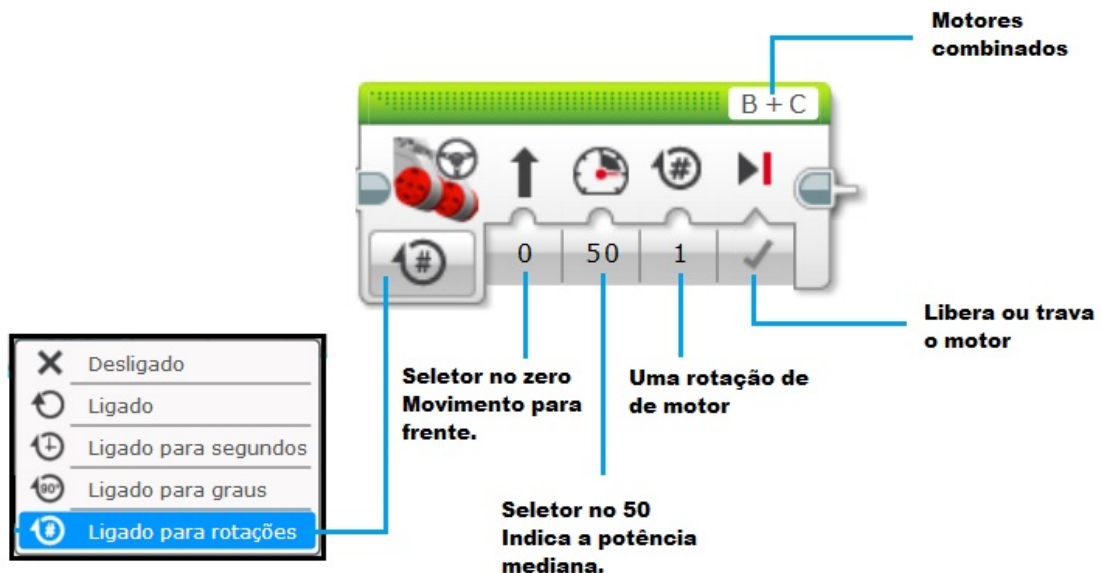 Motores
combinados
B + C
#
#
0
50
1
Libera ou trava
o motor
Desligado
Ligado
Ligado para segundos
90° Ligado para graus
# Ligado para rotações
Seletor no zero
Movimento para
frente.
Uma rotação de
de motor
Seletor no 50
Indica a potência
mediana.